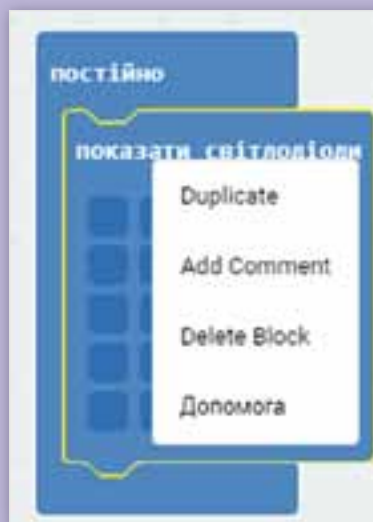 постійно
показати світлодіоди
Duplicate
Add Comment
Delete Block
Допомога